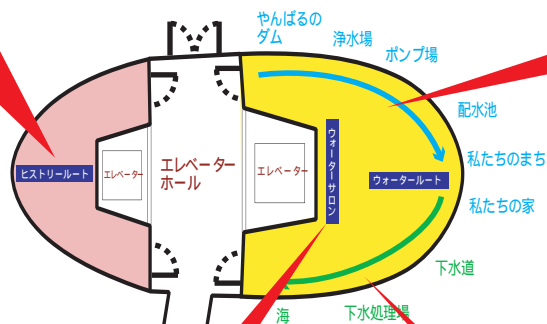 やんばるの
ダム
浄水場
ポンプ場
配水池
私たちのまち
私たちの家
下水道
下水処理場
海
ヒストリールート
エレベーター
エレベーター
ホール
エレベーター
ウォーターサロン
ウォータールート